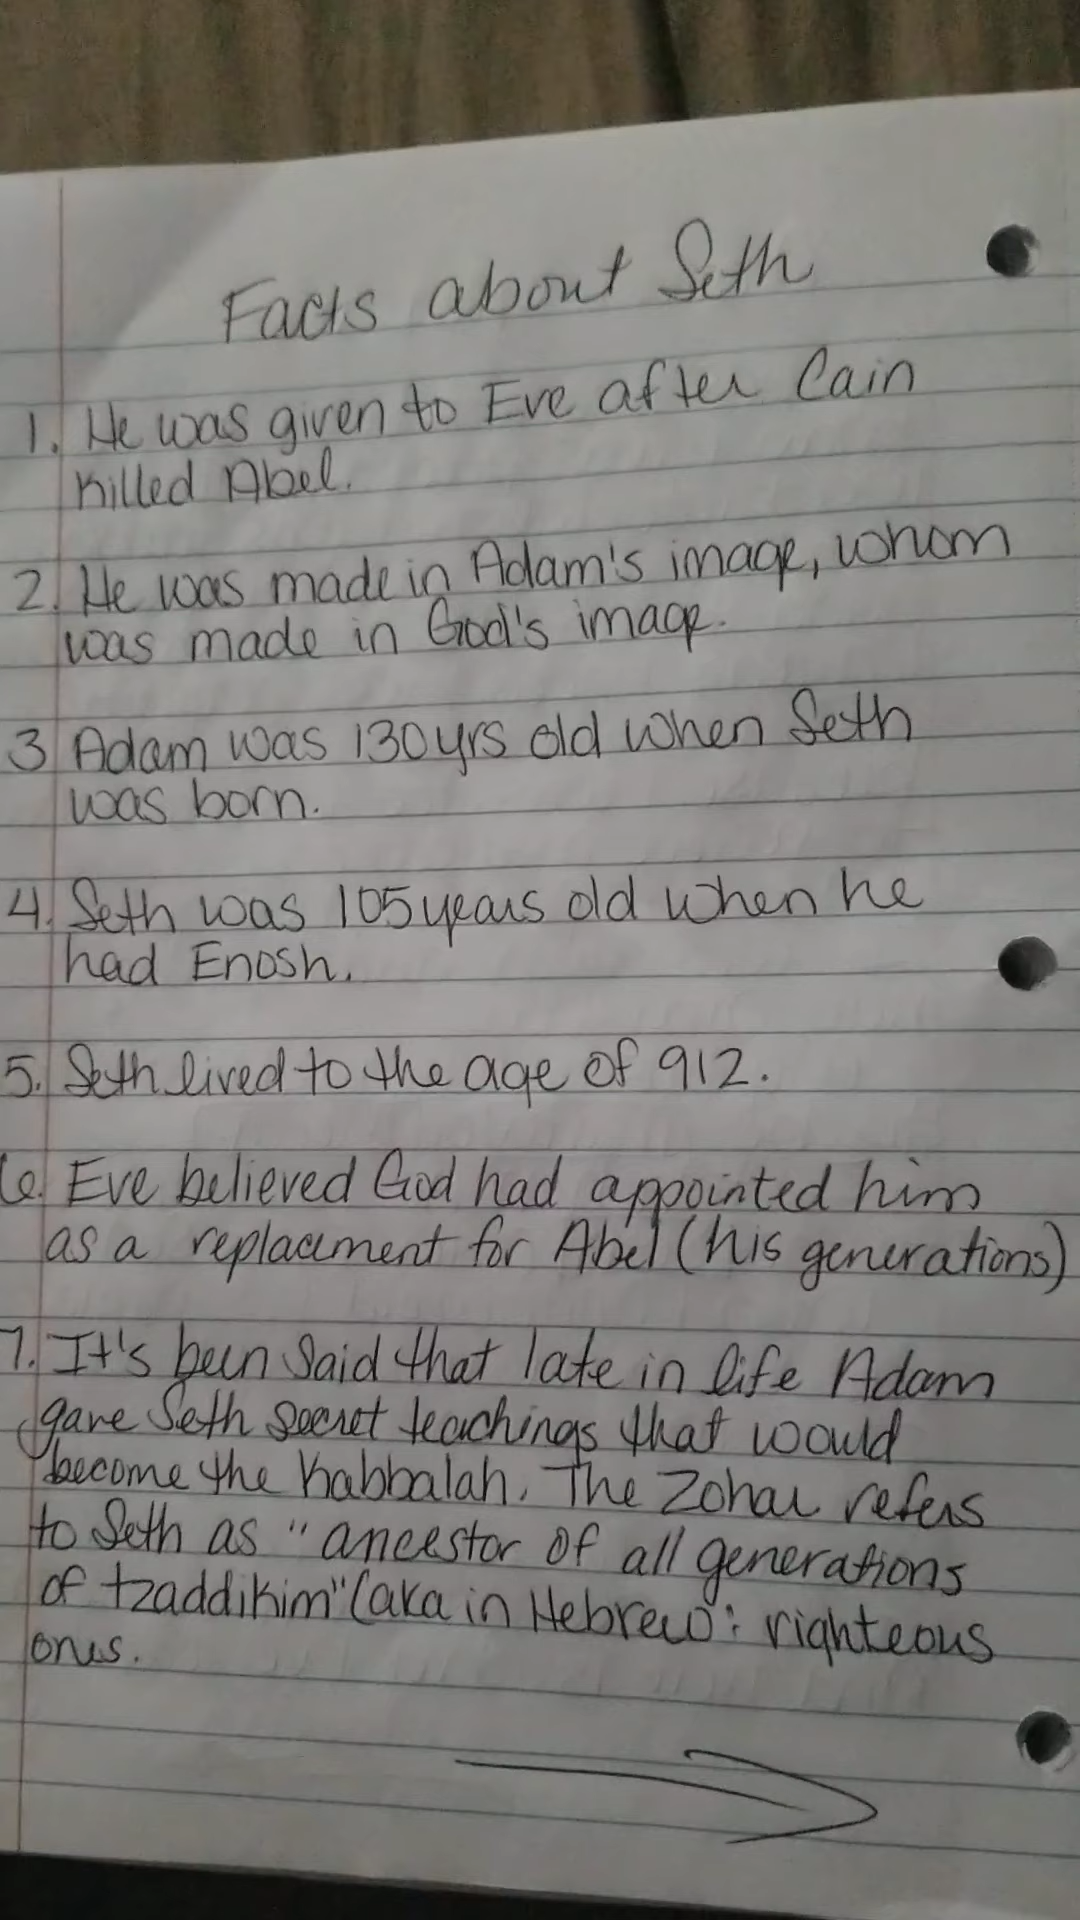 Facts about Seth
1. He was given to Eve after Cain
killed Abel.
2. He was made in Adam's image, whom
was made in God's image.
3 Adam was 130yrs old when Seth
was born.
4. Seth was 105 years old when he
had Enosh.
5. Seth lived to the age of 912.
6. Eve believed God had appointed him
as a replacement for Abel (his generations)
7. It's been said that late in life Adam
gave Seth secret teachings that would
become the Kabbalah. The Zohar refers
to Seth as "ancestor of all generations
of tzaddikim" (aka in Hebrew: righteous
ones.